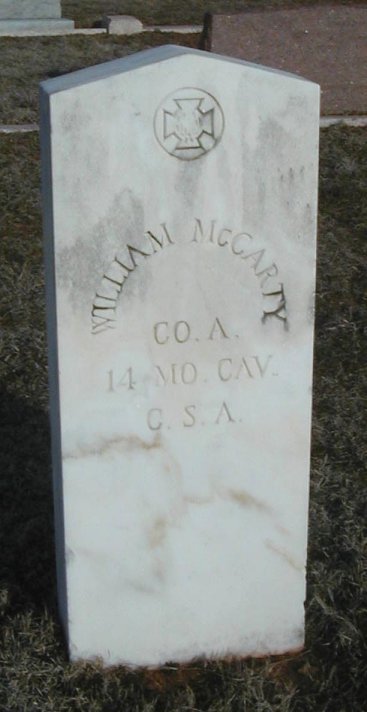 WILLIAM McCARTY
CO. A.
14 MO. CAV.
C. S. A.